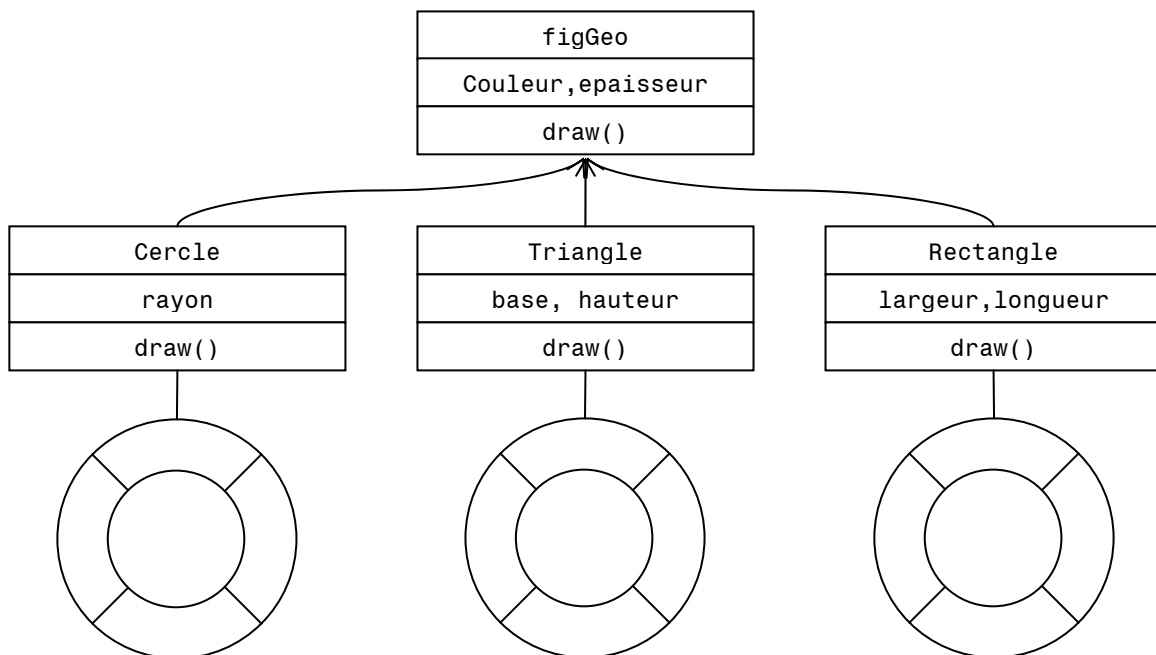 figGeo
Couleur,epaisseur
draw()
Cercle
rayon
draw()
Triangle
base, hauteur
draw()
Rectangle
largeur,longueur
draw()